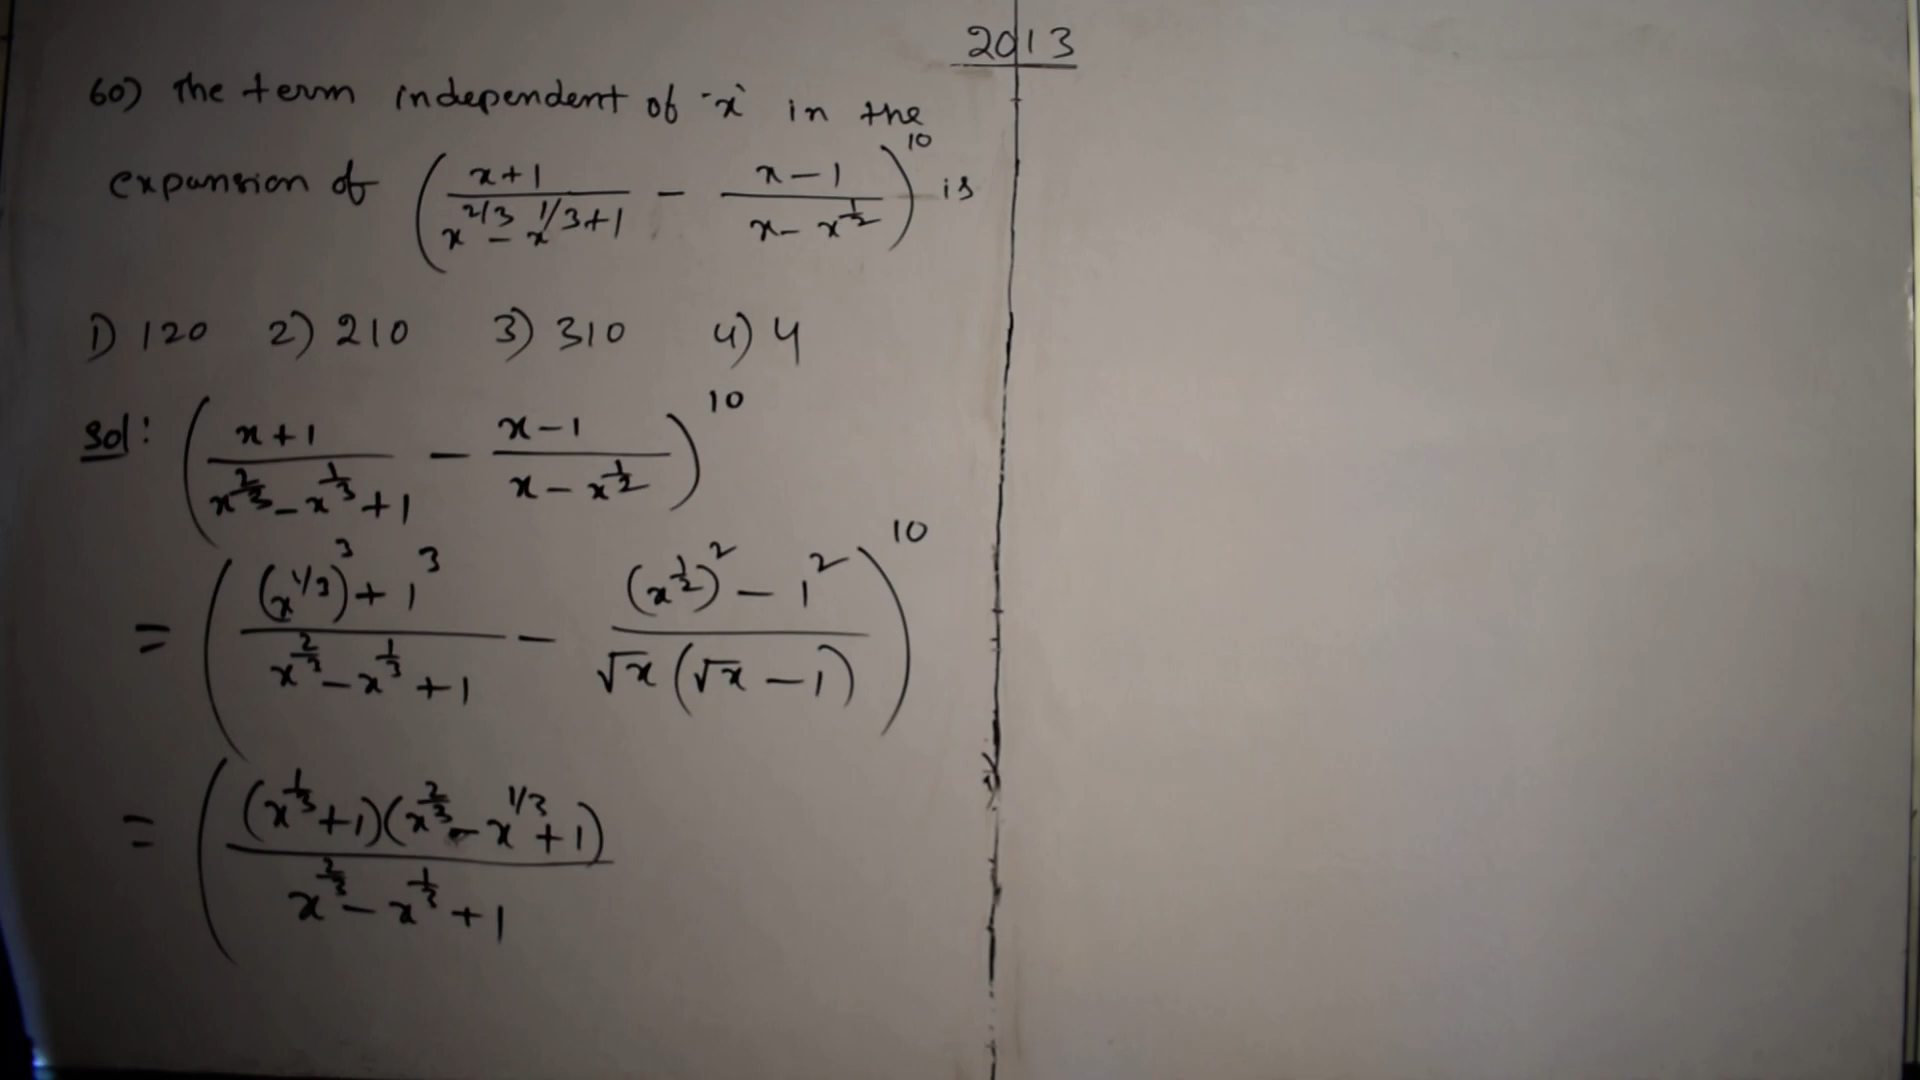 2013
60) The term independent of 'x' in the
expansion of ( (x+1)/(x^2/3 - x^1/3+1) - (x-1)/(x - x^1/2) )^10 is
1) 120 2) 210 3) 310 4) 4
Sol: ( (x+1)/(x^2/3 - x^1/3 + 1) - (x-1)/(x - x^1/2) )^10
= ( ((x^1/3)^3 + 1^3)/(x^2/3 - x^1/3 + 1) - ((x^1/2)^2 - 1^2)/(√x (√x - 1)) )^10
= ( ((x^1/3+1)(x^2/3 - x^1/3 + 1))/(x^2/3 - x^1/3 + 1)